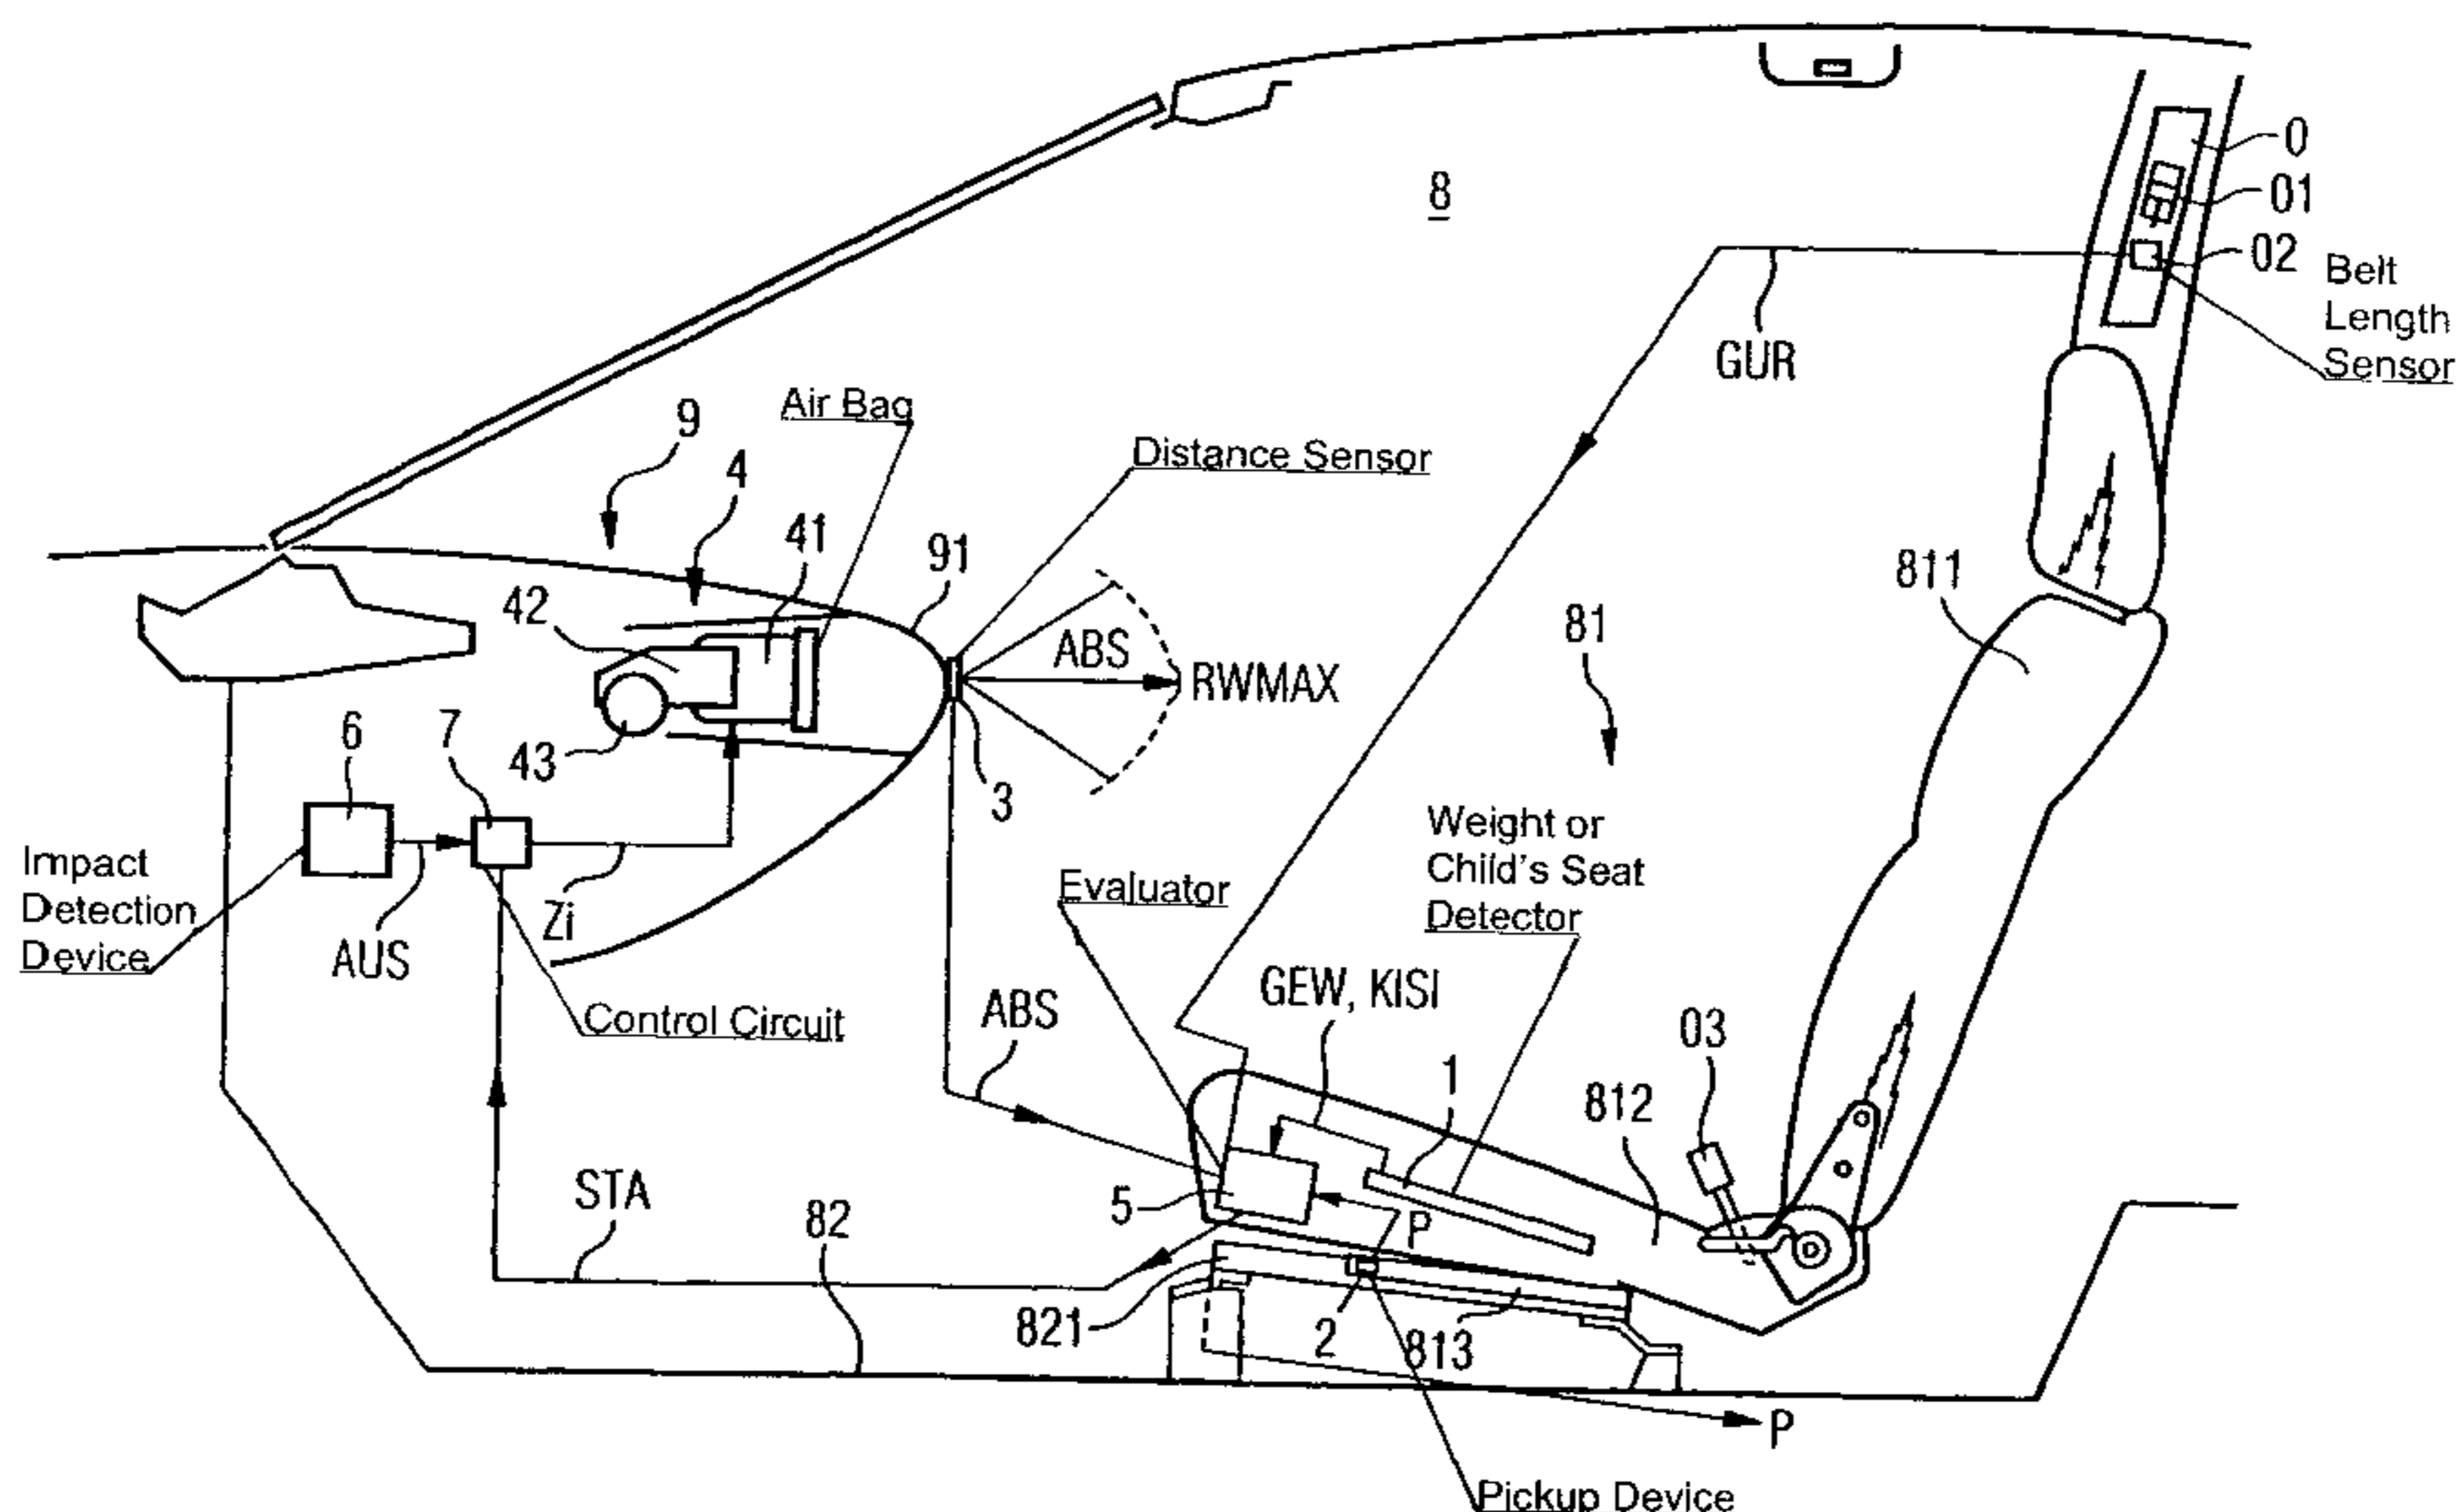 0
8
01
02
Belt
Length
Sensor
GUR
Air Bag
9
Distance Sensor
4
41
91
811
42
ABS
81
RWMAX
6
7
43
3
Weight or
Child's Seat
Detector
Impact
Detection
Device
Evaluator
Zi
AUS
GEW, KISI
ABS
Control Circuit
03
1
812
STA
5
82
P
821
2
813
P
Pickup Device